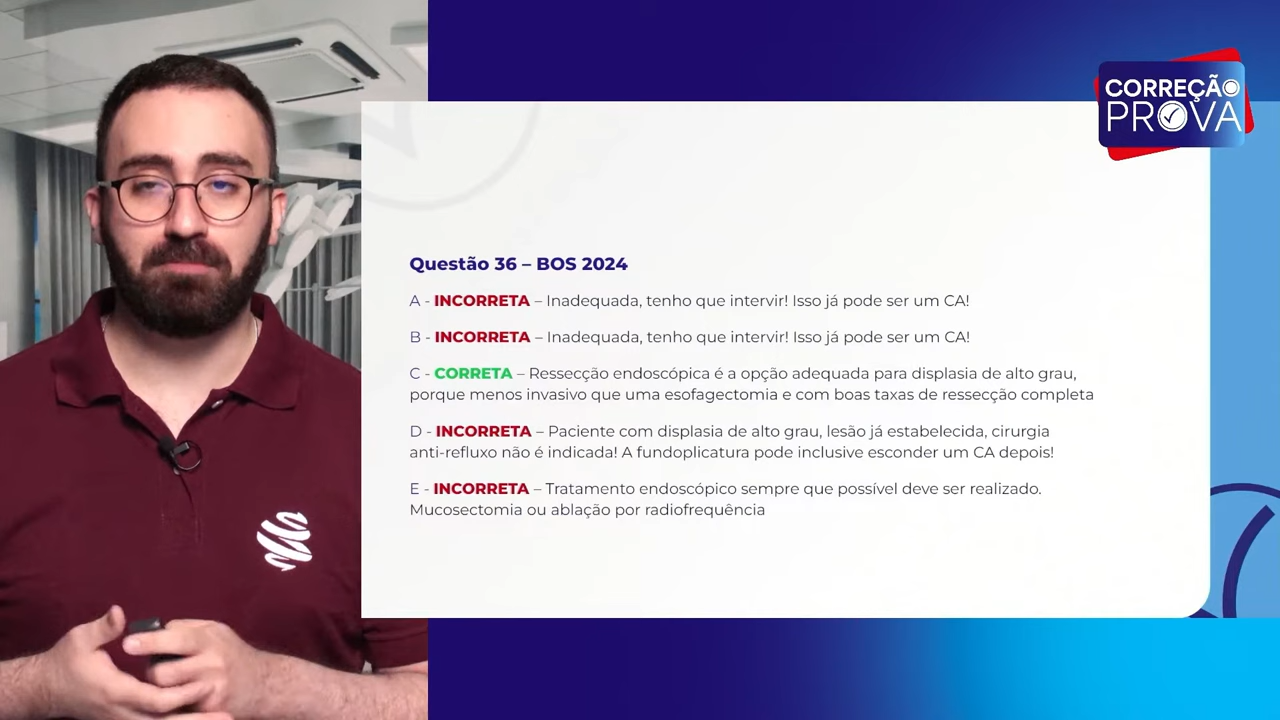 CORREÇÃO
PROVA
Questão 36 – BOS 2024
A - INCORRETA – Inadequada, tenho que intervir! Isso já pode ser um CA!
B - INCORRETA – Inadequada, tenho que intervir! Isso já pode ser um CA!
C - CORRETA – Ressecção endoscópica é a opção adequada para displasia de alto grau,
porque menos invasivo que uma esofagectomia e com boas taxas de ressecção completa
D - INCORRETA – Paciente com displasia de alto grau, lesão já estabelecida, cirurgia
anti-refluxo não é indicada! A fundoplicatura pode inclusive esconder um CA depois!
E - INCORRETA – Tratamento endoscópico sempre que possível deve ser realizado.
Mucosectomia ou ablação por radiofrequência